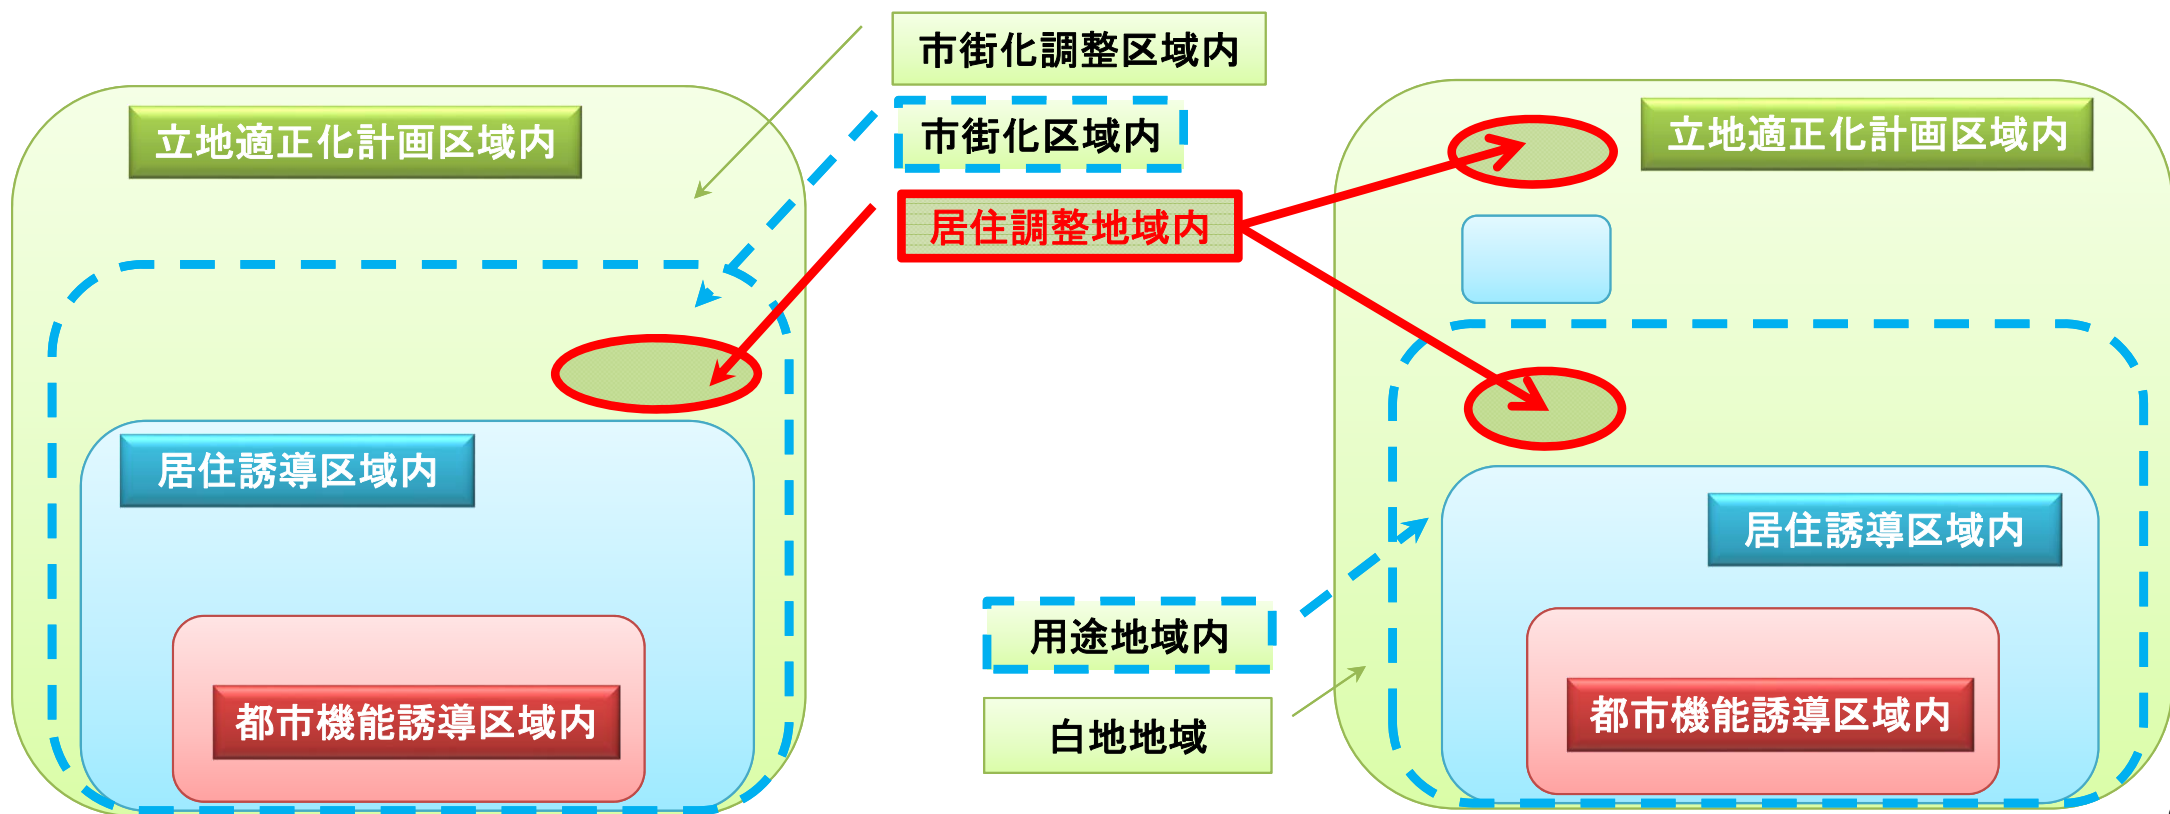 立地適正化計画区域内
居住誘導区域内
都市機能誘導区域内
市街化調整区域内
市街化区域内
居住調整地域内
用途地域内
白地地域
立地適正化計画区域内
居住誘導区域内
都市機能誘導区域内